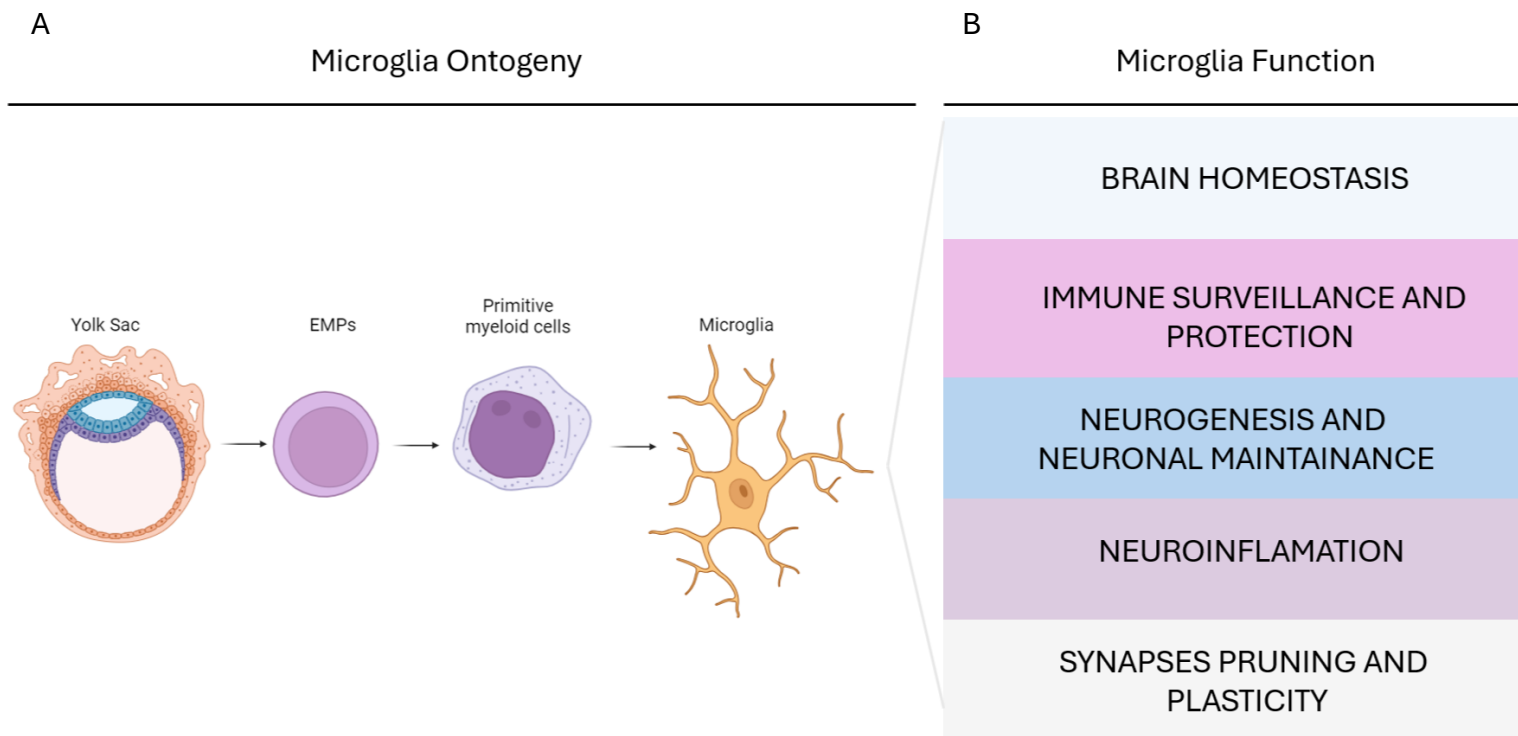 A
Microglia Ontogeny
Yolk Sac
EMPs
Primitive
myeloid cells
Microglia
B
Microglia Function
BRAIN HOMEOSTASIS
IMMUNE SURVEILLANCE AND
PROTECTION
NEUROGENESIS AND
NEURONAL MAINTAINANCE
NEUROINFLAMATION
SYNAPSES PRUNING AND
PLASTICITY